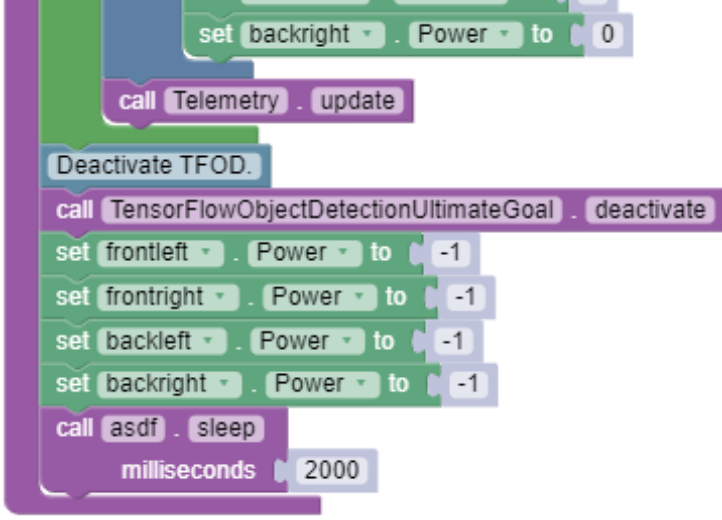 set backright . Power to 0
call Telemetry . update
Deactivate TFOD.
call TensorFlowObjectDetectionUltimateGoal . deactivate
set frontleft . Power to -1
set frontright . Power to -1
set backleft . Power to -1
set backright . Power to -1
call asdf . sleep
milliseconds 2000